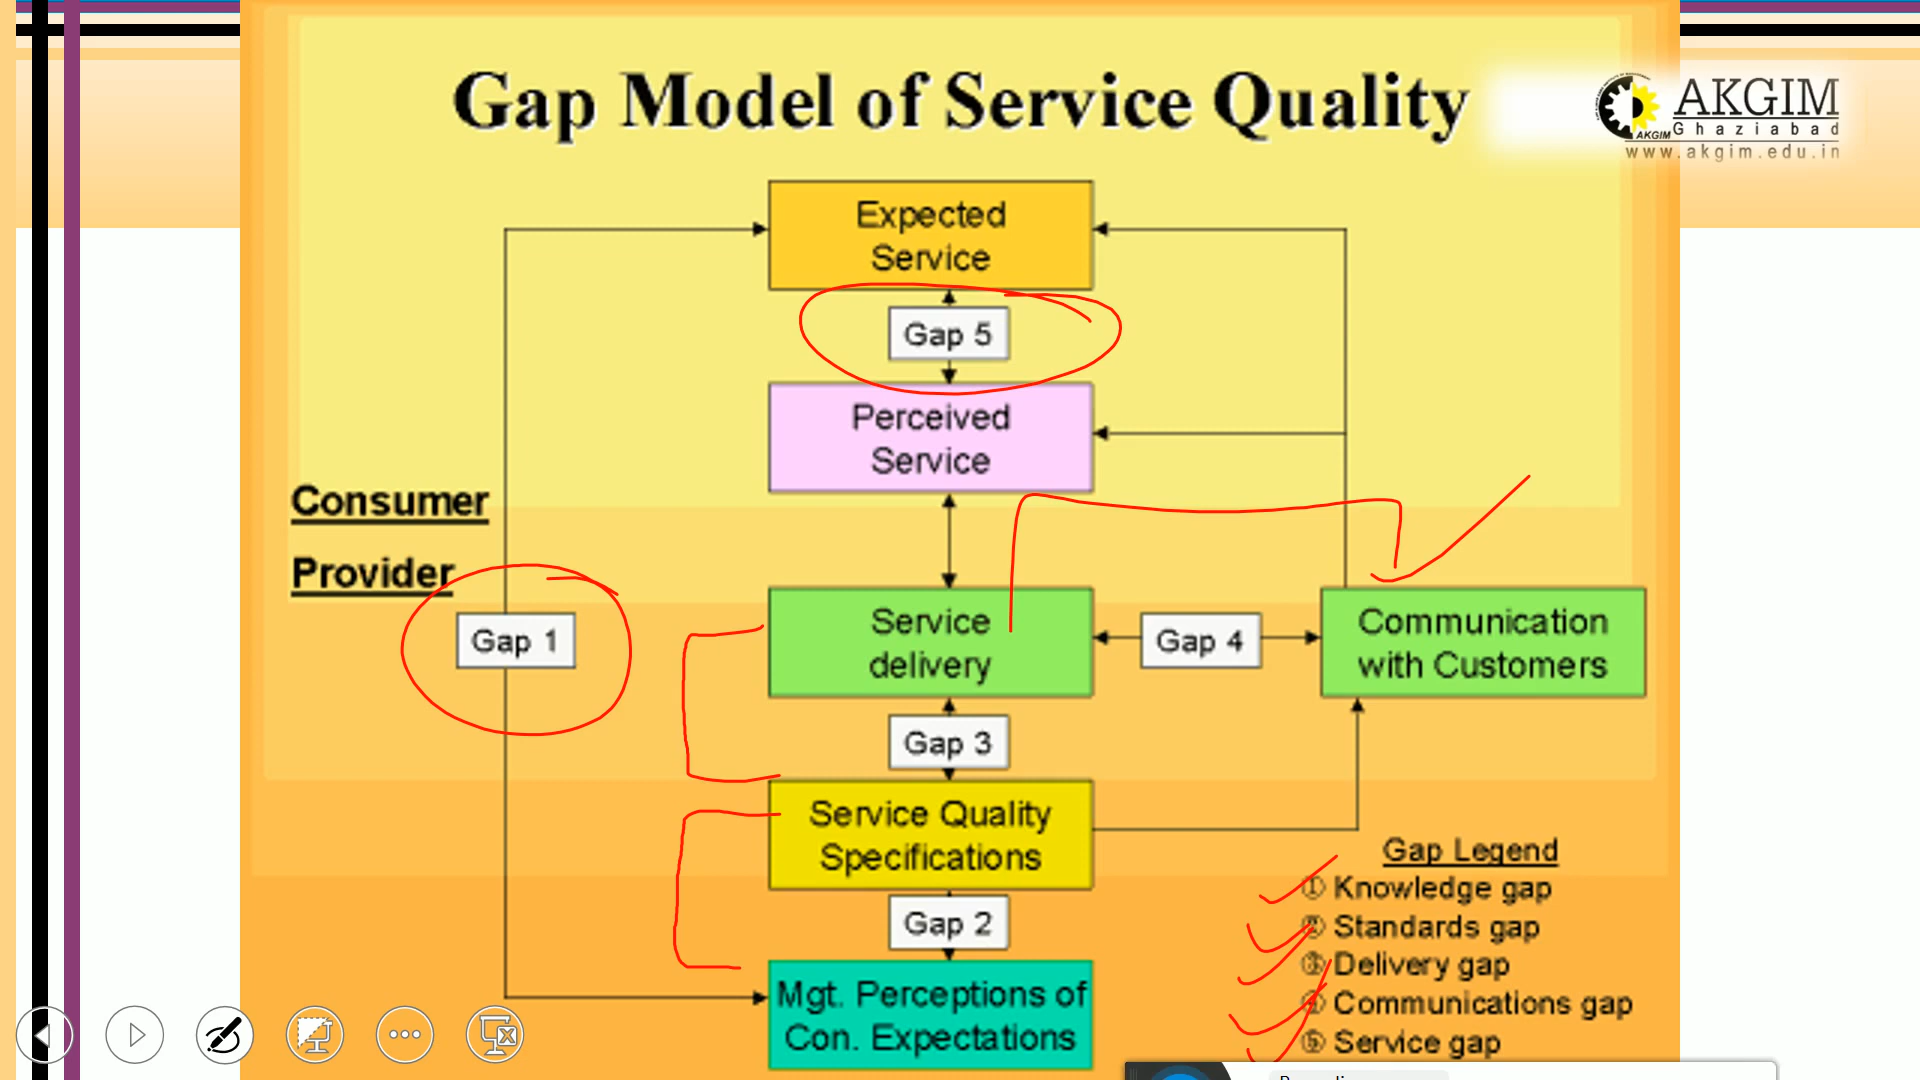 Gap Model of Service Quality
AKGIM
Ghaziabad
AKGIM
www.akgim.edu.in
Expected
Service
Gap 5
Perceived
Service
Consumer
Provider
Gap 1
Service
delivery
Gap 4
Communication
with Customers
Gap 3
Service Quality
Specifications
Gap 2
Mgt. Perceptions of
Con. Expectations
Gap Legend
① Knowledge gap
② Standards gap
③ Delivery gap
④ Communications gap
⑤ Service gap